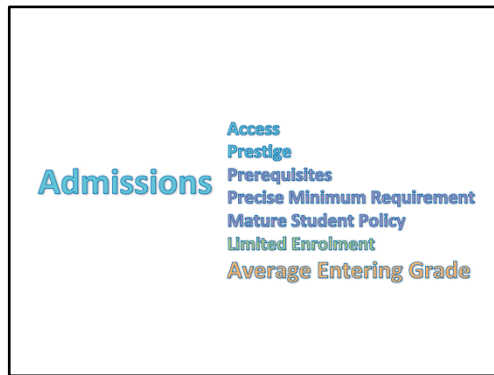 Admissions
Access
Prestige
Prerequisites
Precise Minimum Requirement
Mature Student Policy
Limited Enrolment
Average Entering Grade